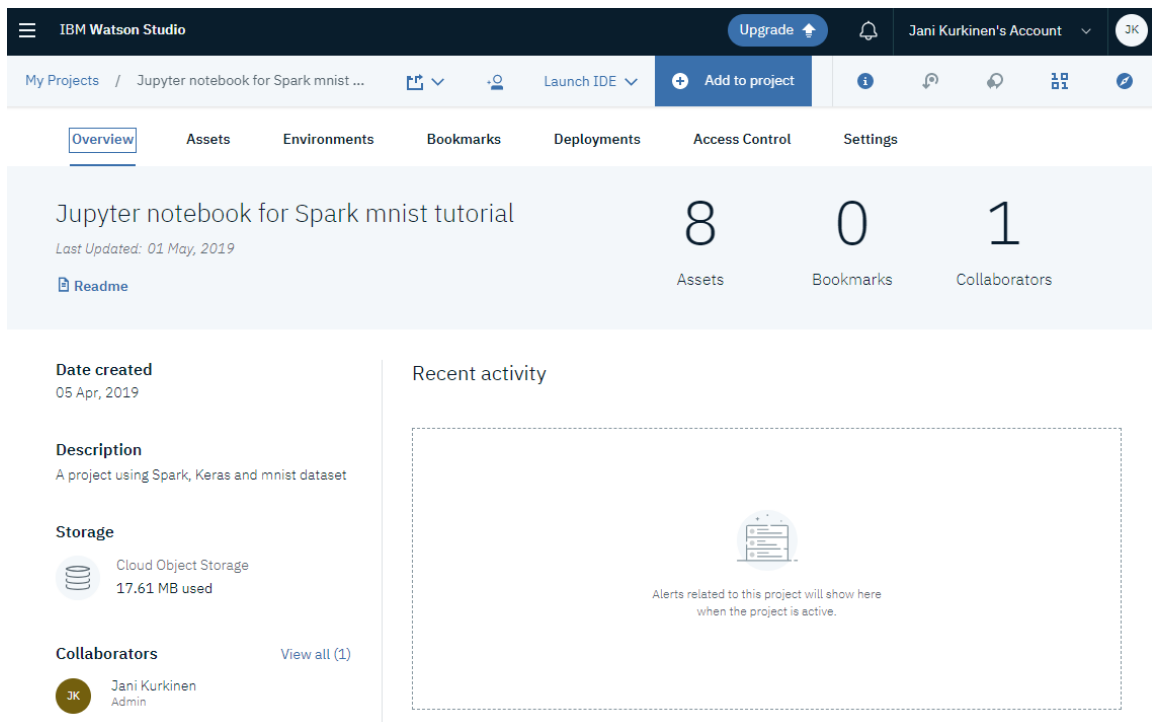 IBM Watson Studio
Upgrade
Jani Kurkinen's Account
JK
My Projects / Jupyter notebook for Spark mnist ...
Launch IDE
Add to project
Overview
Assets
Environments
Bookmarks
Deployments
Access Control
Settings
Jupyter notebook for Spark mnist tutorial
Last Updated: 01 May, 2019
Readme
8
Assets
0
Bookmarks
1
Collaborators
Date created
05 Apr, 2019
Description
A project using Spark, Keras and mnist dataset
Storage
Cloud Object Storage
17.61 MB used
Collaborators
View all (1)
JK
Jani Kurkinen
Admin
Recent activity
Alerts related to this project will show here
when the project is active.